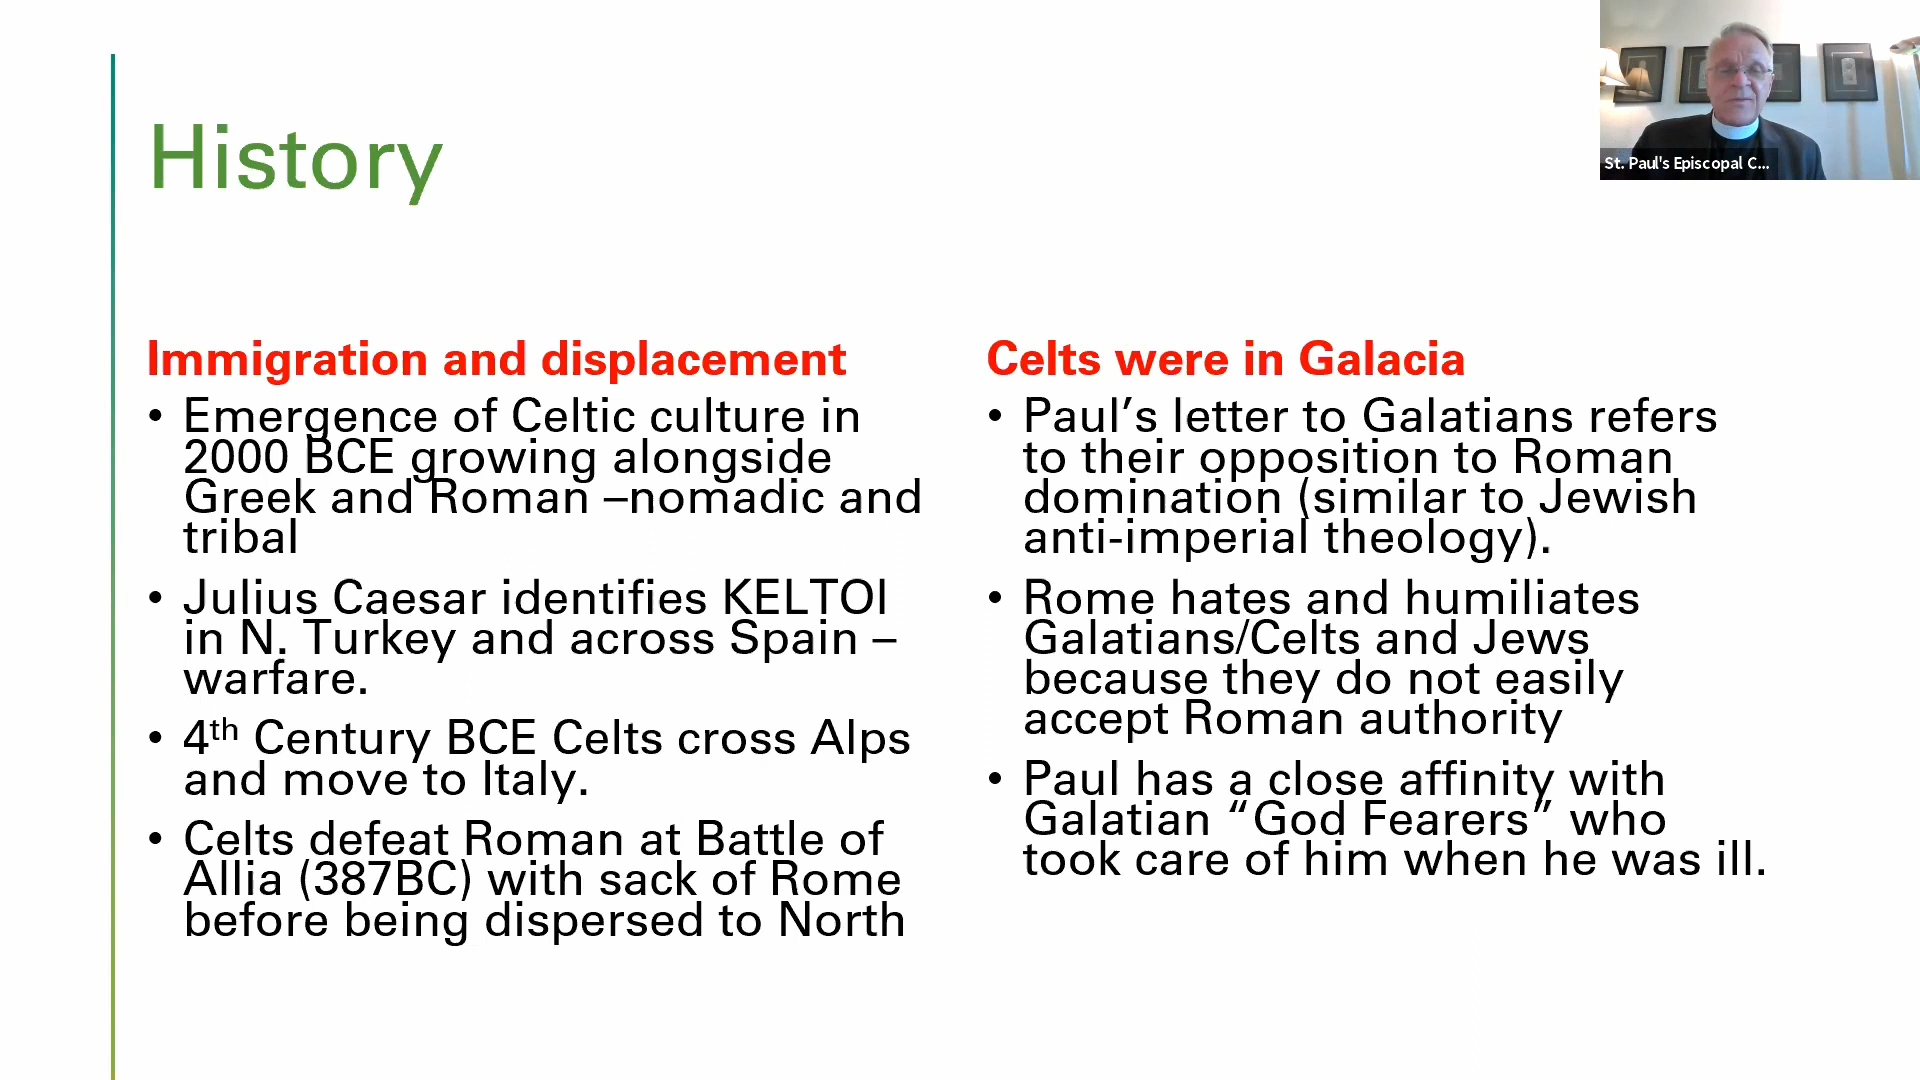 History
St. Paul's Episcopal C...
Immigration and displacement
• Emergence of Celtic culture in
2000 BCE growing alongside
Greek and Roman –nomadic and
tribal
• Julius Caesar identifies KELTOI
in N. Turkey and across Spain –
warfare.
• 4th Century BCE Celts cross Alps
and move to Italy.
• Celts defeat Roman at Battle of
Allia (387BC) with sack of Rome
before being dispersed to North
Celts were in Galacia
• Paul’s letter to Galatians refers
to their opposition to Roman
domination (similar to Jewish
anti-imperial theology).
• Rome hates and humiliates
Galatians/Celts and Jews
because they do not easily
accept Roman authority
• Paul has a close affinity with
Galatian “God Fearers” who
took care of him when he was ill.